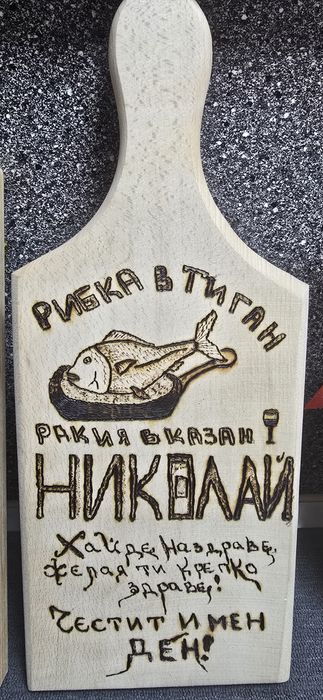 РИБКА В ТИГАН
РАКИЯ В КАЗАН
НИКОЛАЙ
Хайде, наздраве,
желая ти крепко
здраве!
Честит имен
ден!